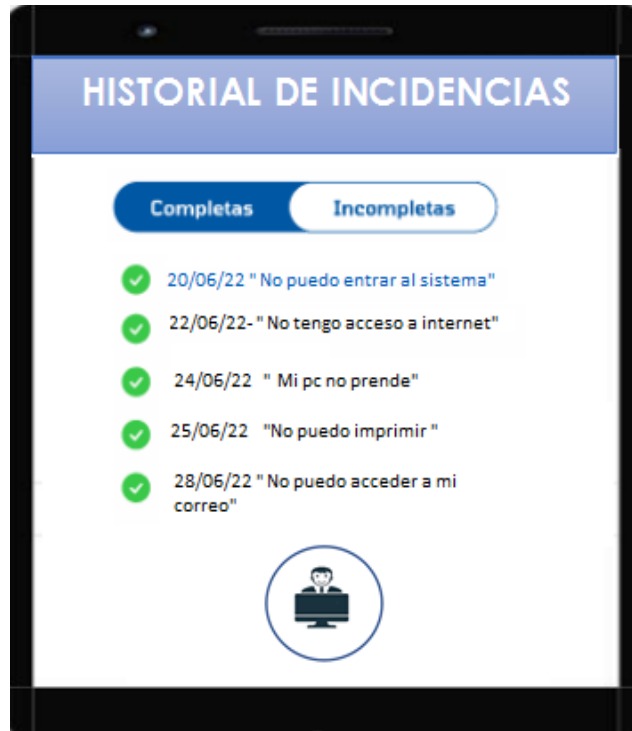 HISTORIAL DE INCIDENCIAS
Completas
Incompletas
20/06/22 " No puedo entrar al sistema"
22/06/22- " No tengo acceso a internet"
24/06/22 " Mi pc no prende"
25/06/22 "No puedo imprimir "
28/06/22 " No puedo acceder a mi
correo"